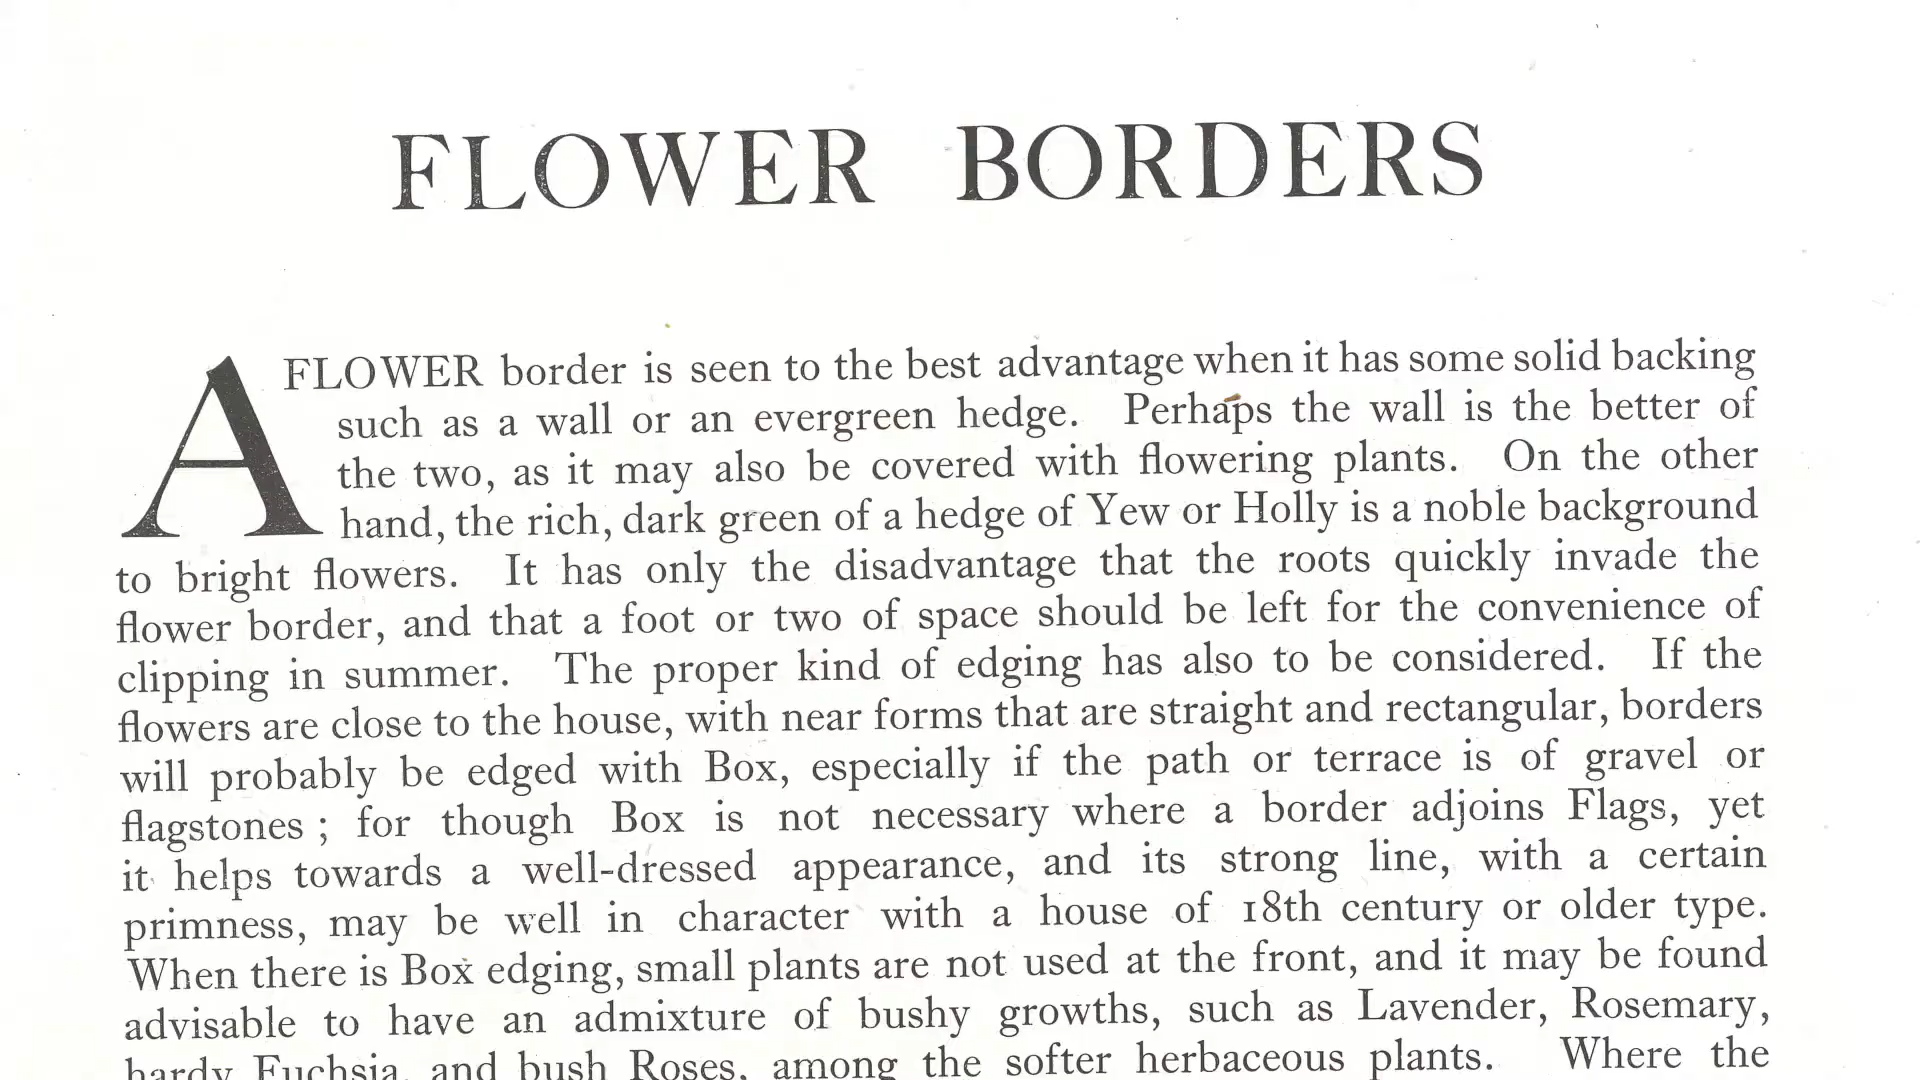 FLOWER BORDERS
A FLOWER border is seen to the best advantage when it has some solid backing
such as a wall or an evergreen hedge. Perhaps the wall is the better of
the two, as it may also be covered with flowering plants. On the other
hand, the rich, dark green of a hedge of Yew or Holly is a noble background
to bright flowers. It has only the disadvantage that the roots quickly invade the
flower border, and that a foot or two of space should be left for the convenience of
clipping in summer. The proper kind of edging has also to be considered. If the
flowers are close to the house, with near forms that are straight and rectangular, borders
will probably be edged with Box, especially if the path or terrace is of gravel or
flagstones ; for though Box is not necessary where a border adjoins Flags, yet
it helps towards a well-dressed appearance, and its strong line, with a certain
primness, may be well in character with a house of 18th century or older type.
When there is Box edging, small plants are not used at the front, and it may be found
advisable to have an admixture of bushy growths, such as Lavender, Rosemary,
hardy Fuchsia, and bush Roses, among the softer herbaceous plants. Where the